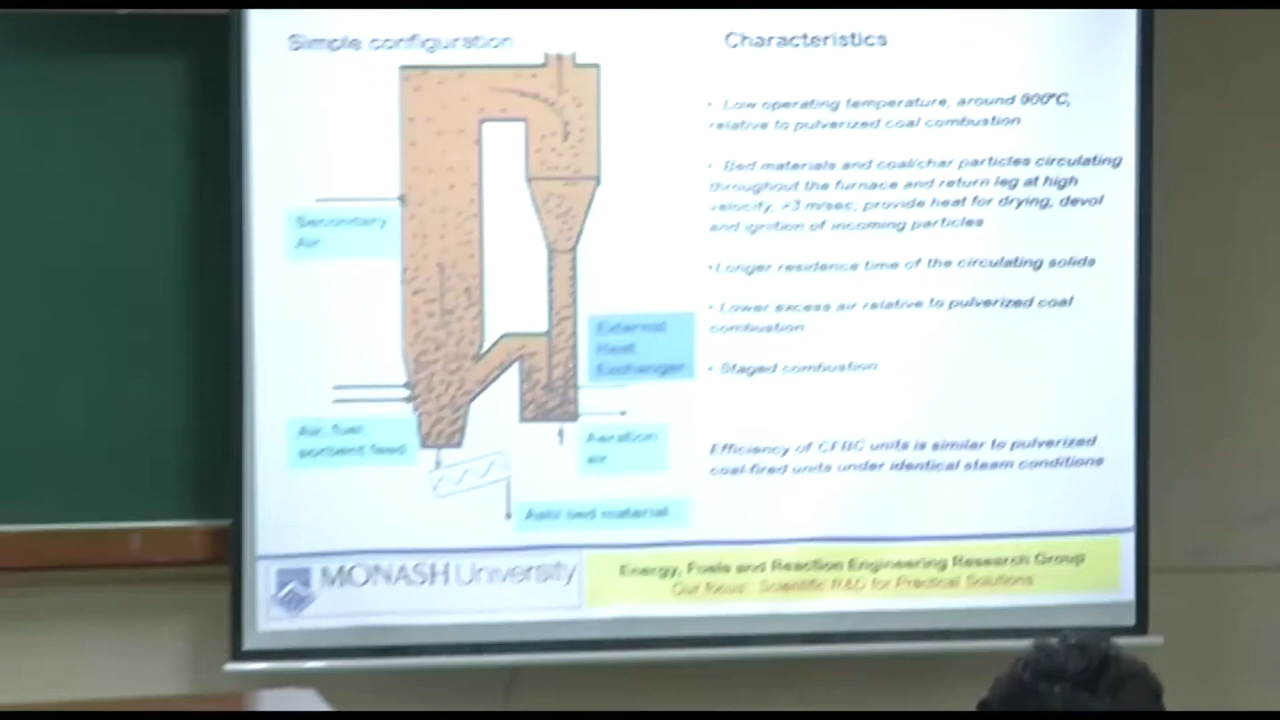 Simple configuration
Characteristics
• Low operating temperature, around 900°C,
relative to pulverized coal combustion
• Bed materials and coal/char particles circulating
throughout the furnace and return leg at high
velocity, >3 m/sec, provide heat for drying, devol
and ignition of incoming particles
• Longer residence time of the circulating solids
• Lower excess air relative to pulverized coal
combustion
• Staged combustion
Efficiency of CFBC units is similar to pulverized
coal-fired units under identical steam conditions
Secondary
Air
External
Heat
Exchanger
Air, fuel,
sorbent feed
Aeration
air
Ash/ bed material
MONASH University
Energy, Fuels and Reaction Engineering Research Group
Our focus: Scientific R&D for Practical Solutions